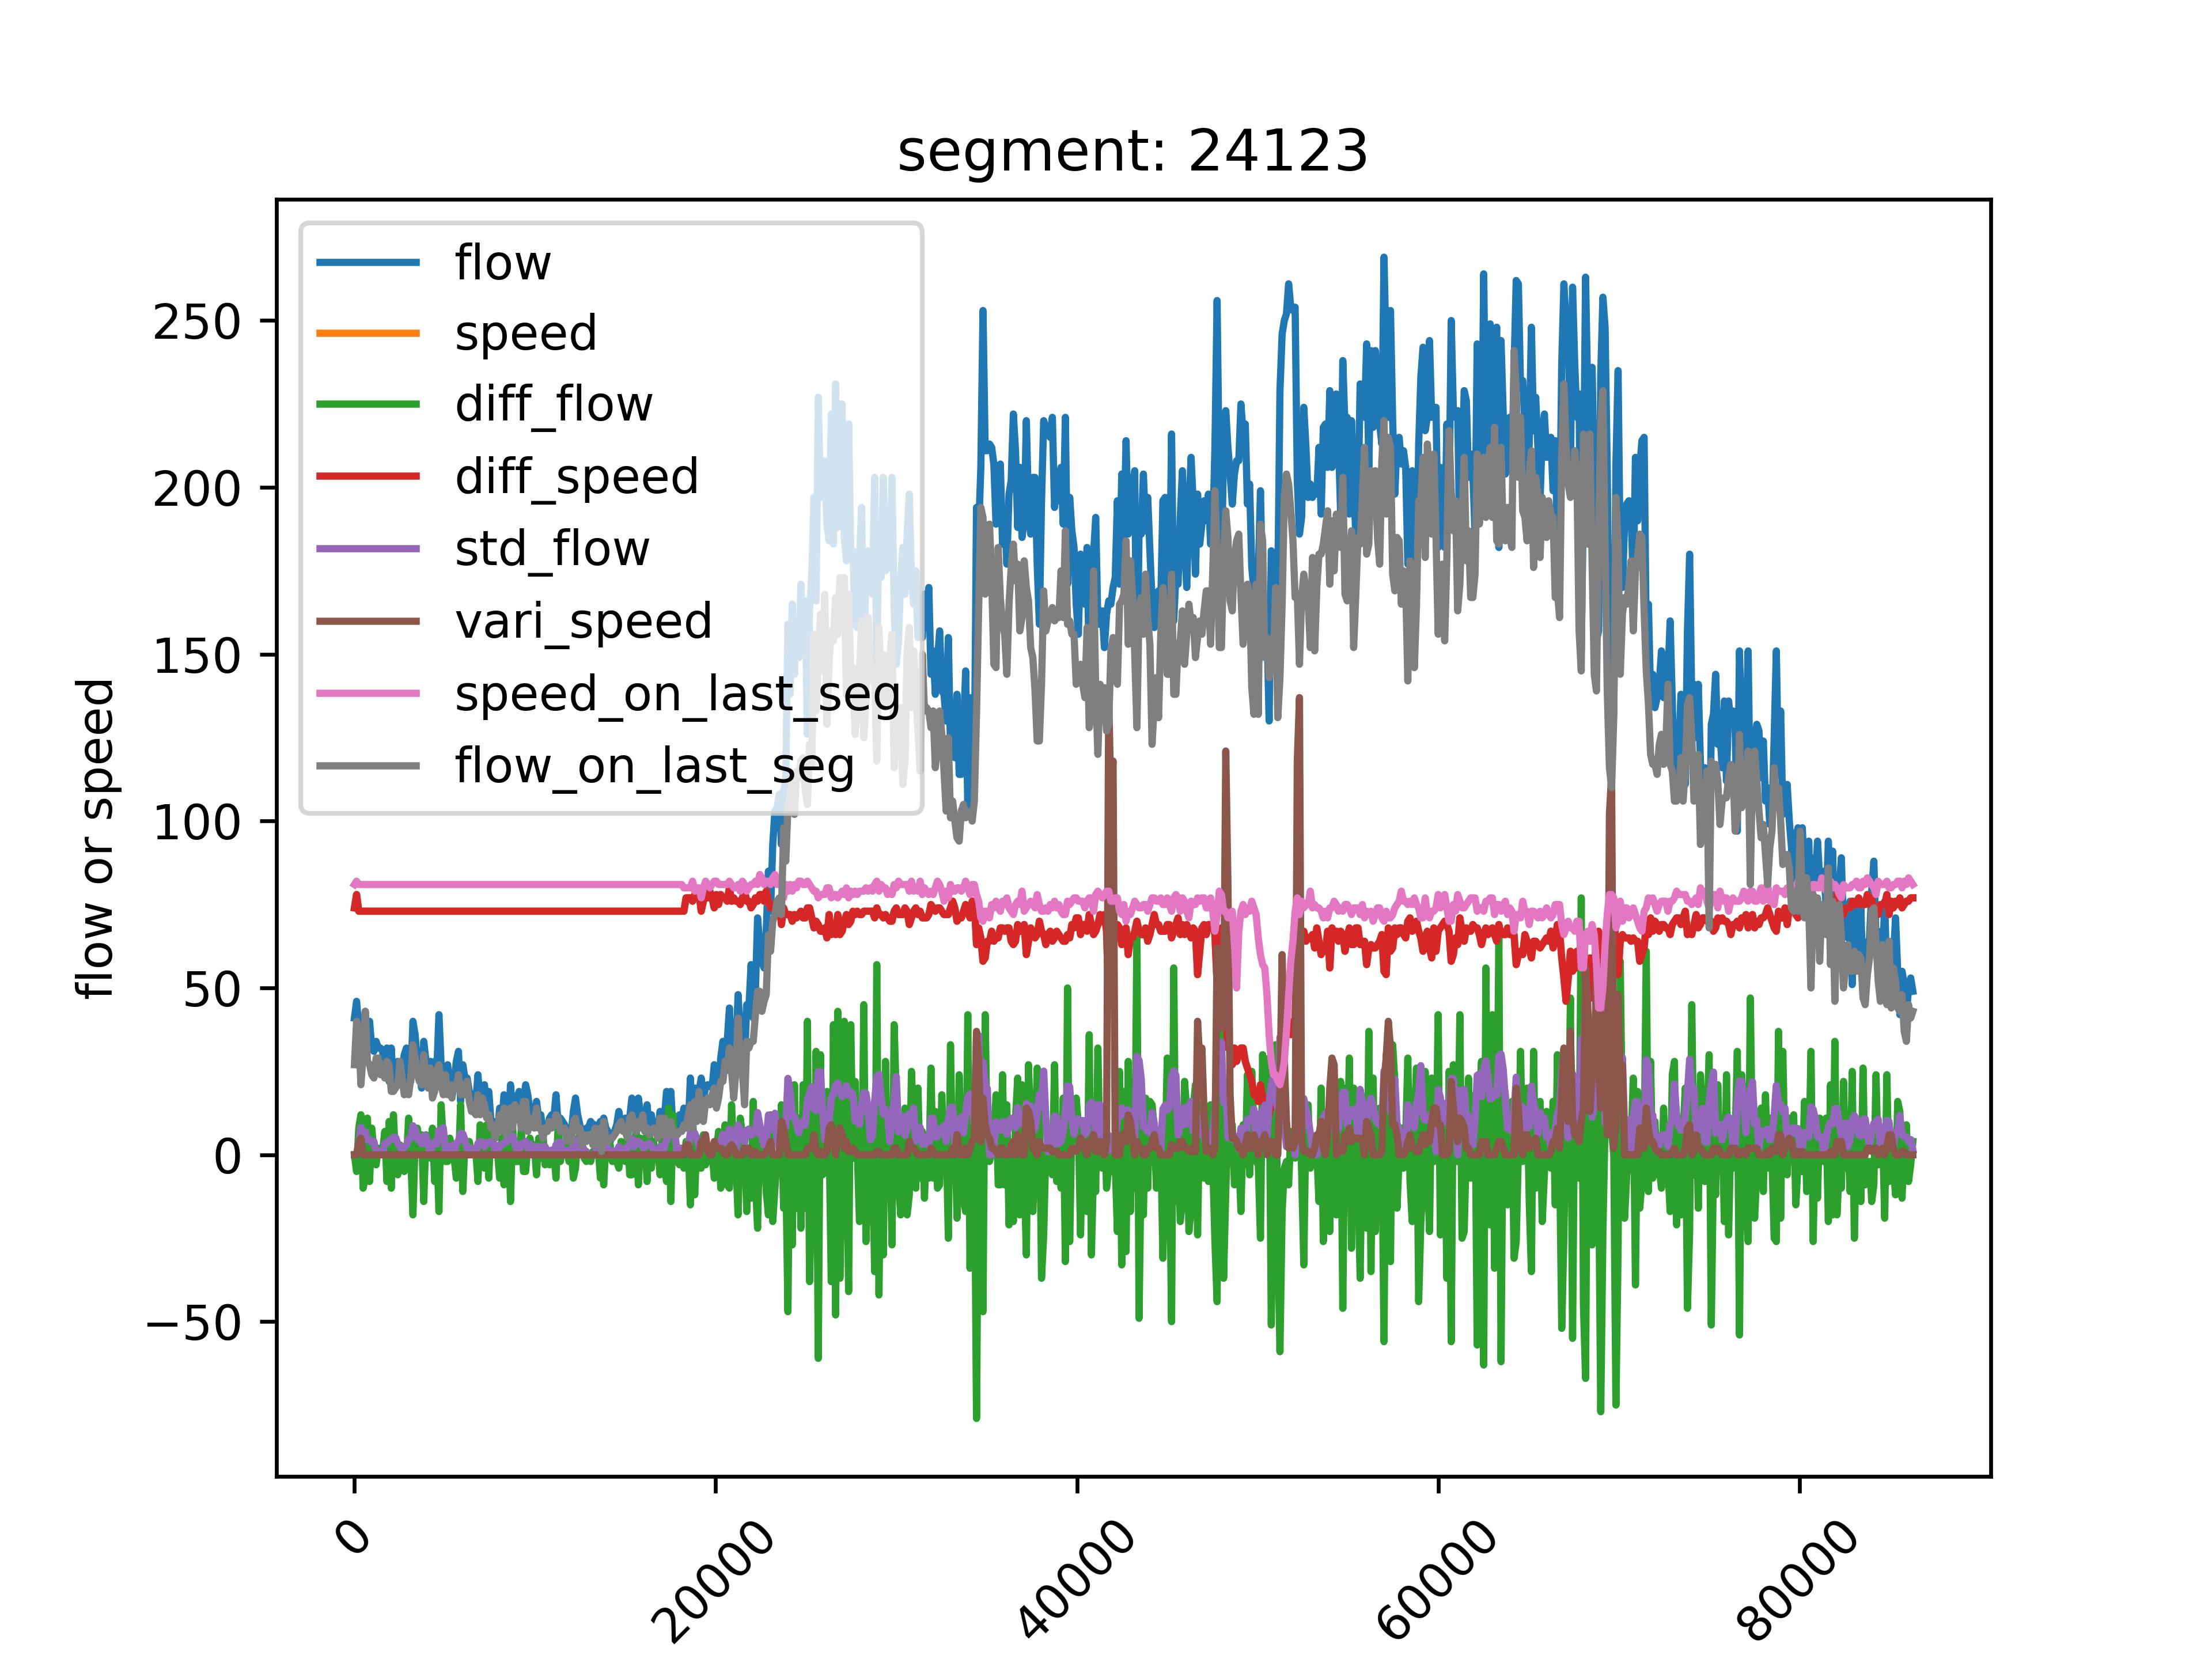 segment: 24123
flow
speed
diff_flow
diff_speed
std_flow
vari_speed
speed_on_last_seg
flow_on_last_seg
flow or speed
250
200
150
100
50
0
−50
0
20000
40000
60000
80000